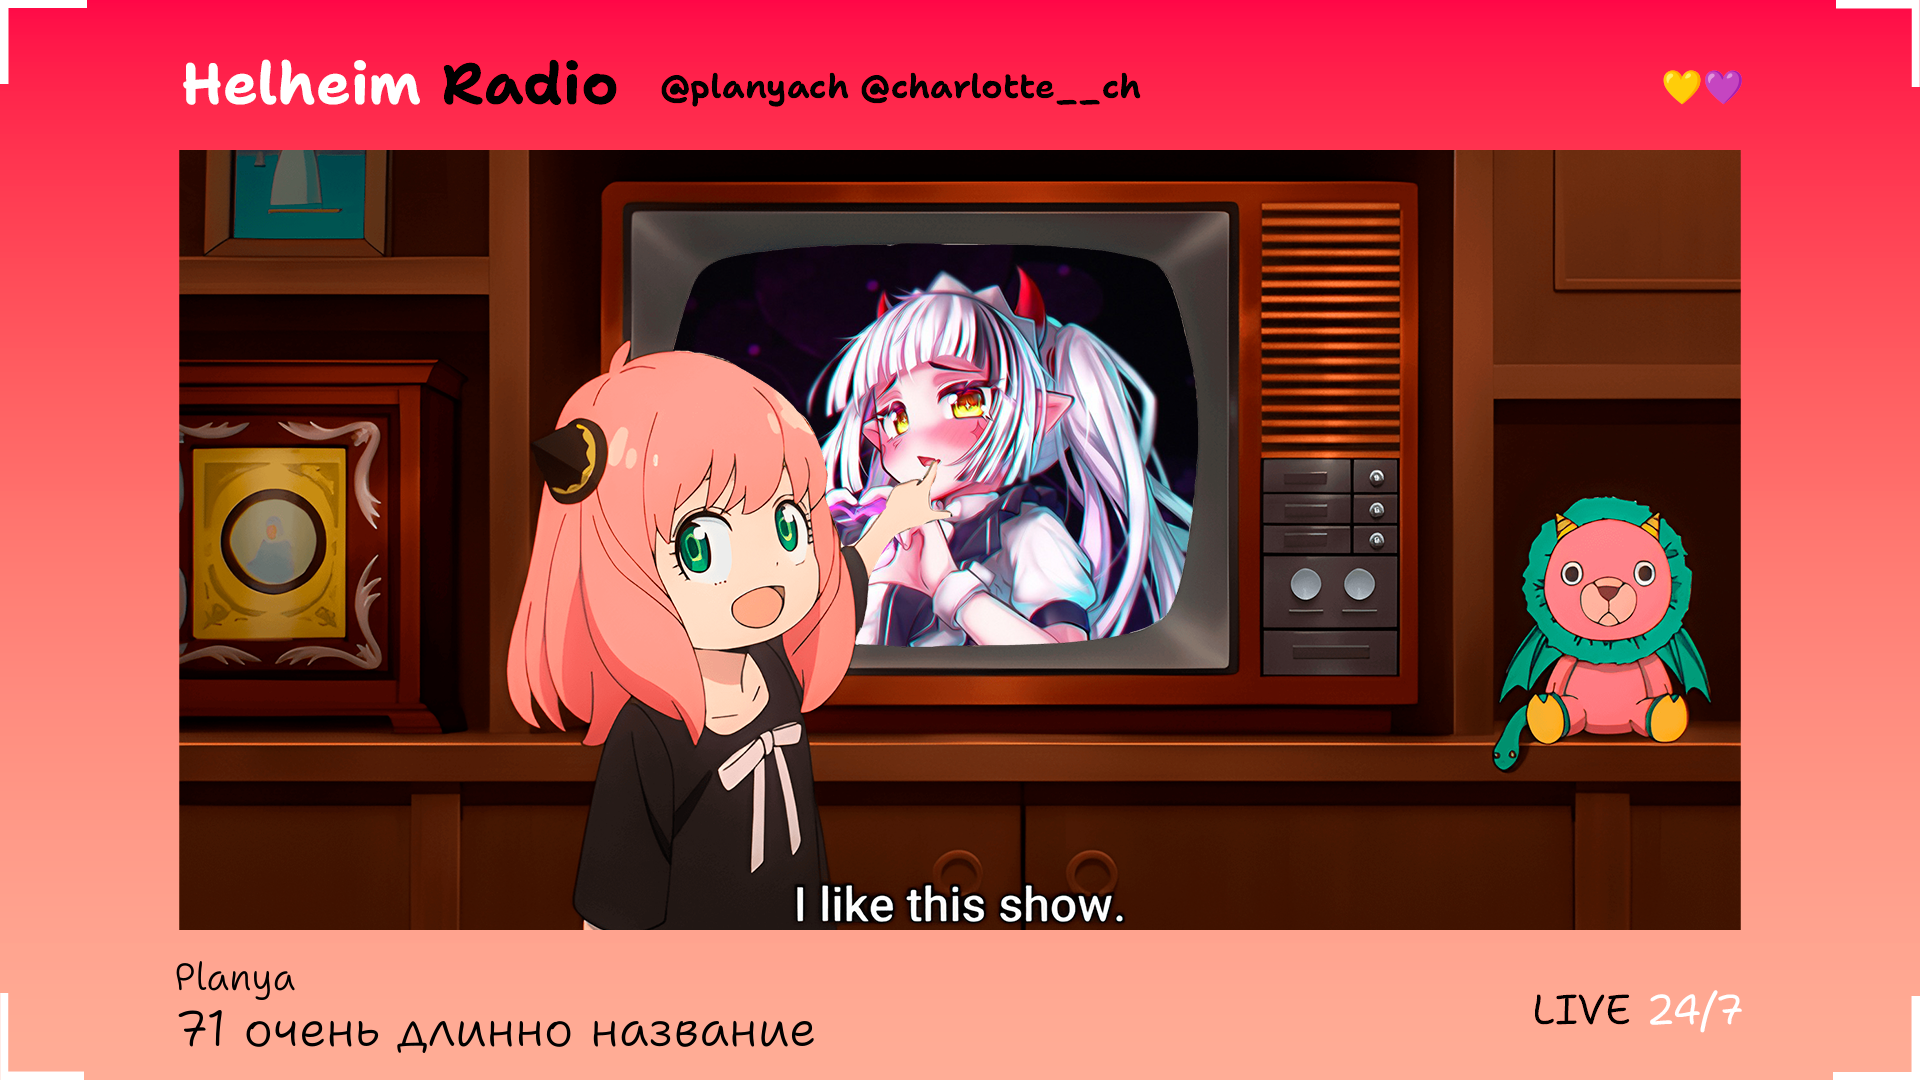 Helheim Radio @planyach @charlotte__ch
I like this show.
Planya
71 очень длинно название
LIVE 24/7